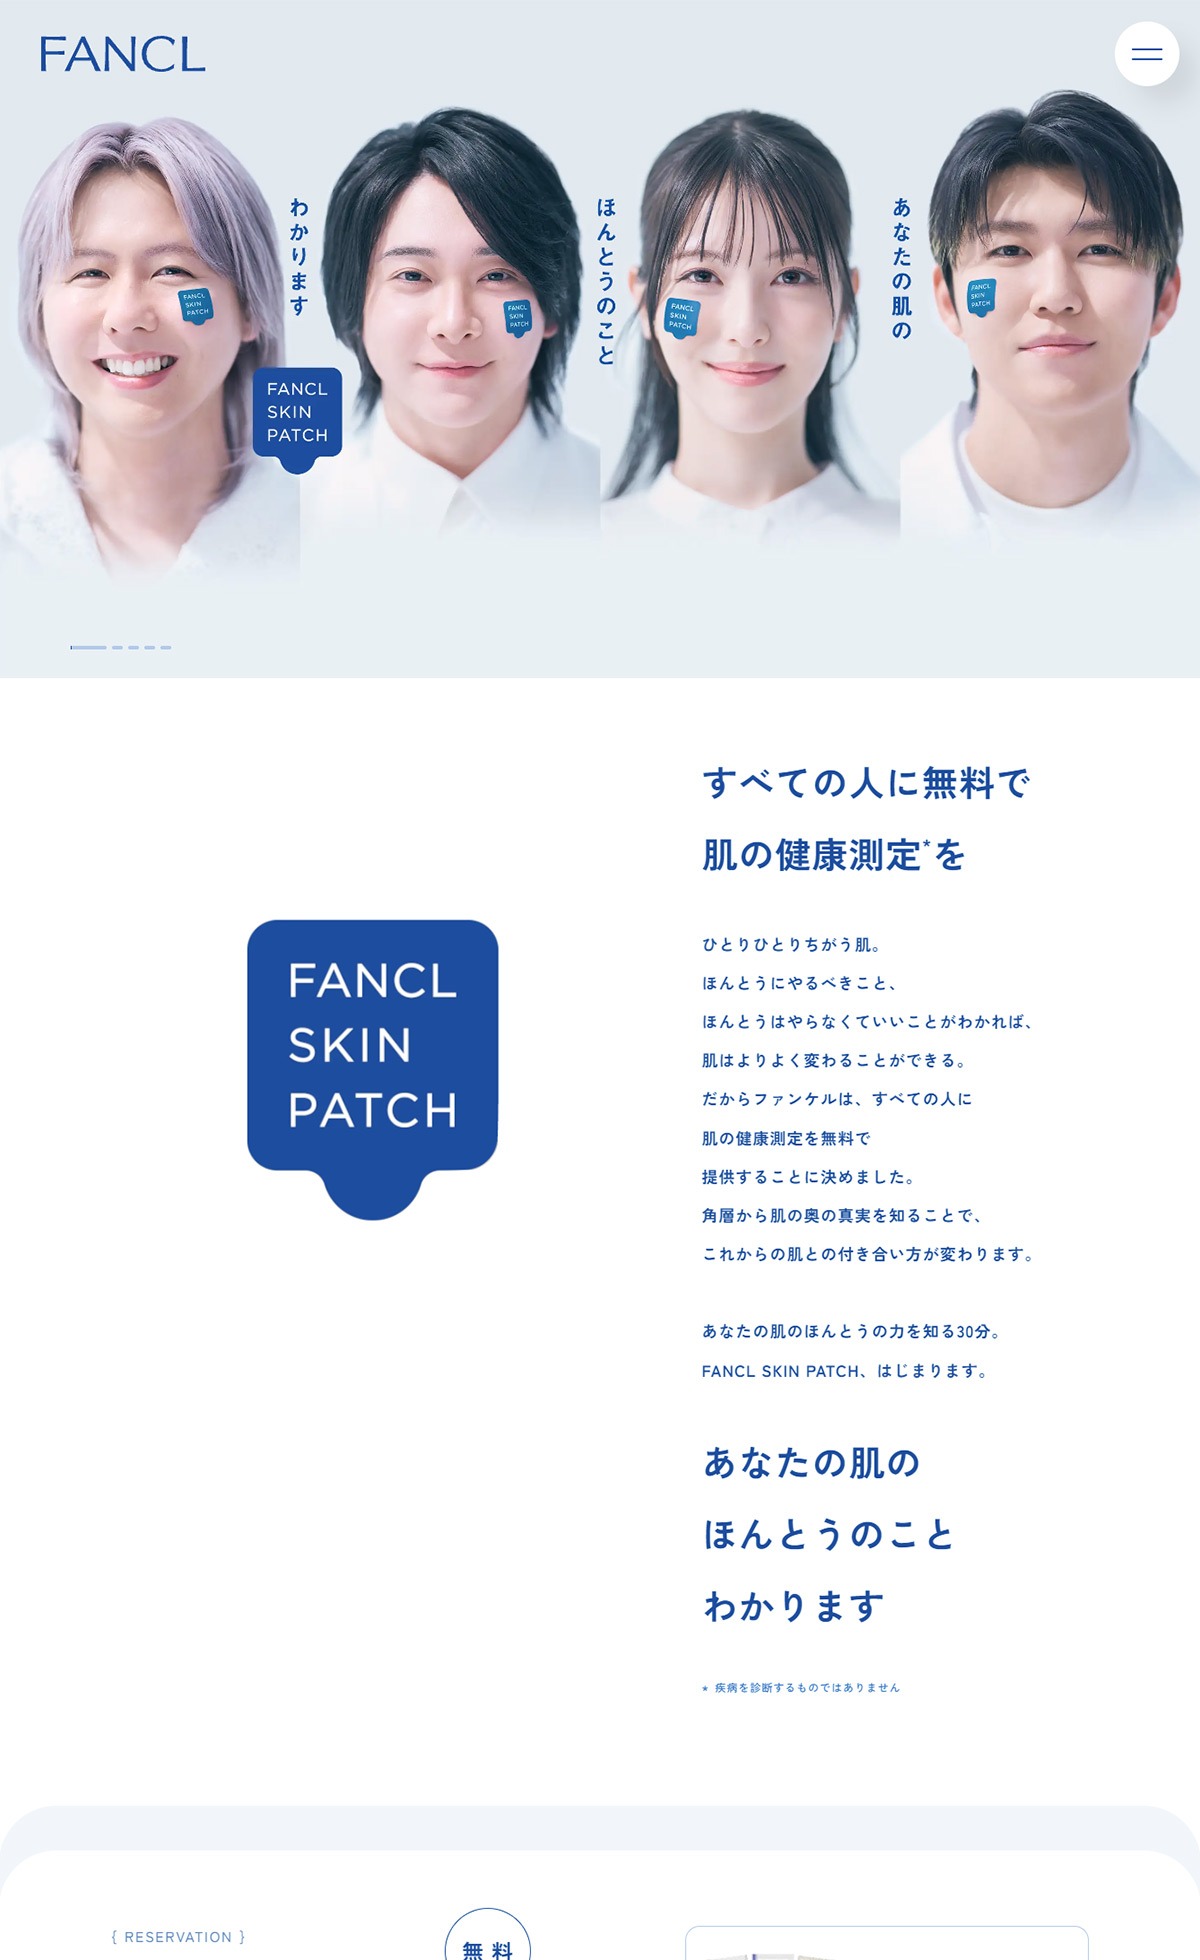 FANCL
あなたの肌の
ほんとうのこと
わかります
FANCL
SKIN
PATCH
FANCL
SKIN
PATCH
FANCL
SKIN
PATCH
FANCL
SKIN
PATCH
FANCL
SKIN
PATCH
すべての人に無料で
肌の健康測定*を
FANCL
SKIN
PATCH
ひとりひとりちがう肌。
ほんとうにやるべきこと、
ほんとうはやらなくていいことがわかれば、
肌はよりよく変わることができる。
だからファンケルは、すべての人に
肌の健康測定を無料で
提供することに決めました。
角層から肌の奥の真実を知ることで、
これからの肌との付き合い方が変わります。
あなたの肌のほんとうの力を知る30分。
FANCL SKIN PATCH、はじまります。
あなたの肌の
ほんとうのこと
わかります
* 疾病を診断するものではありません
{ RESERVATION }
無料